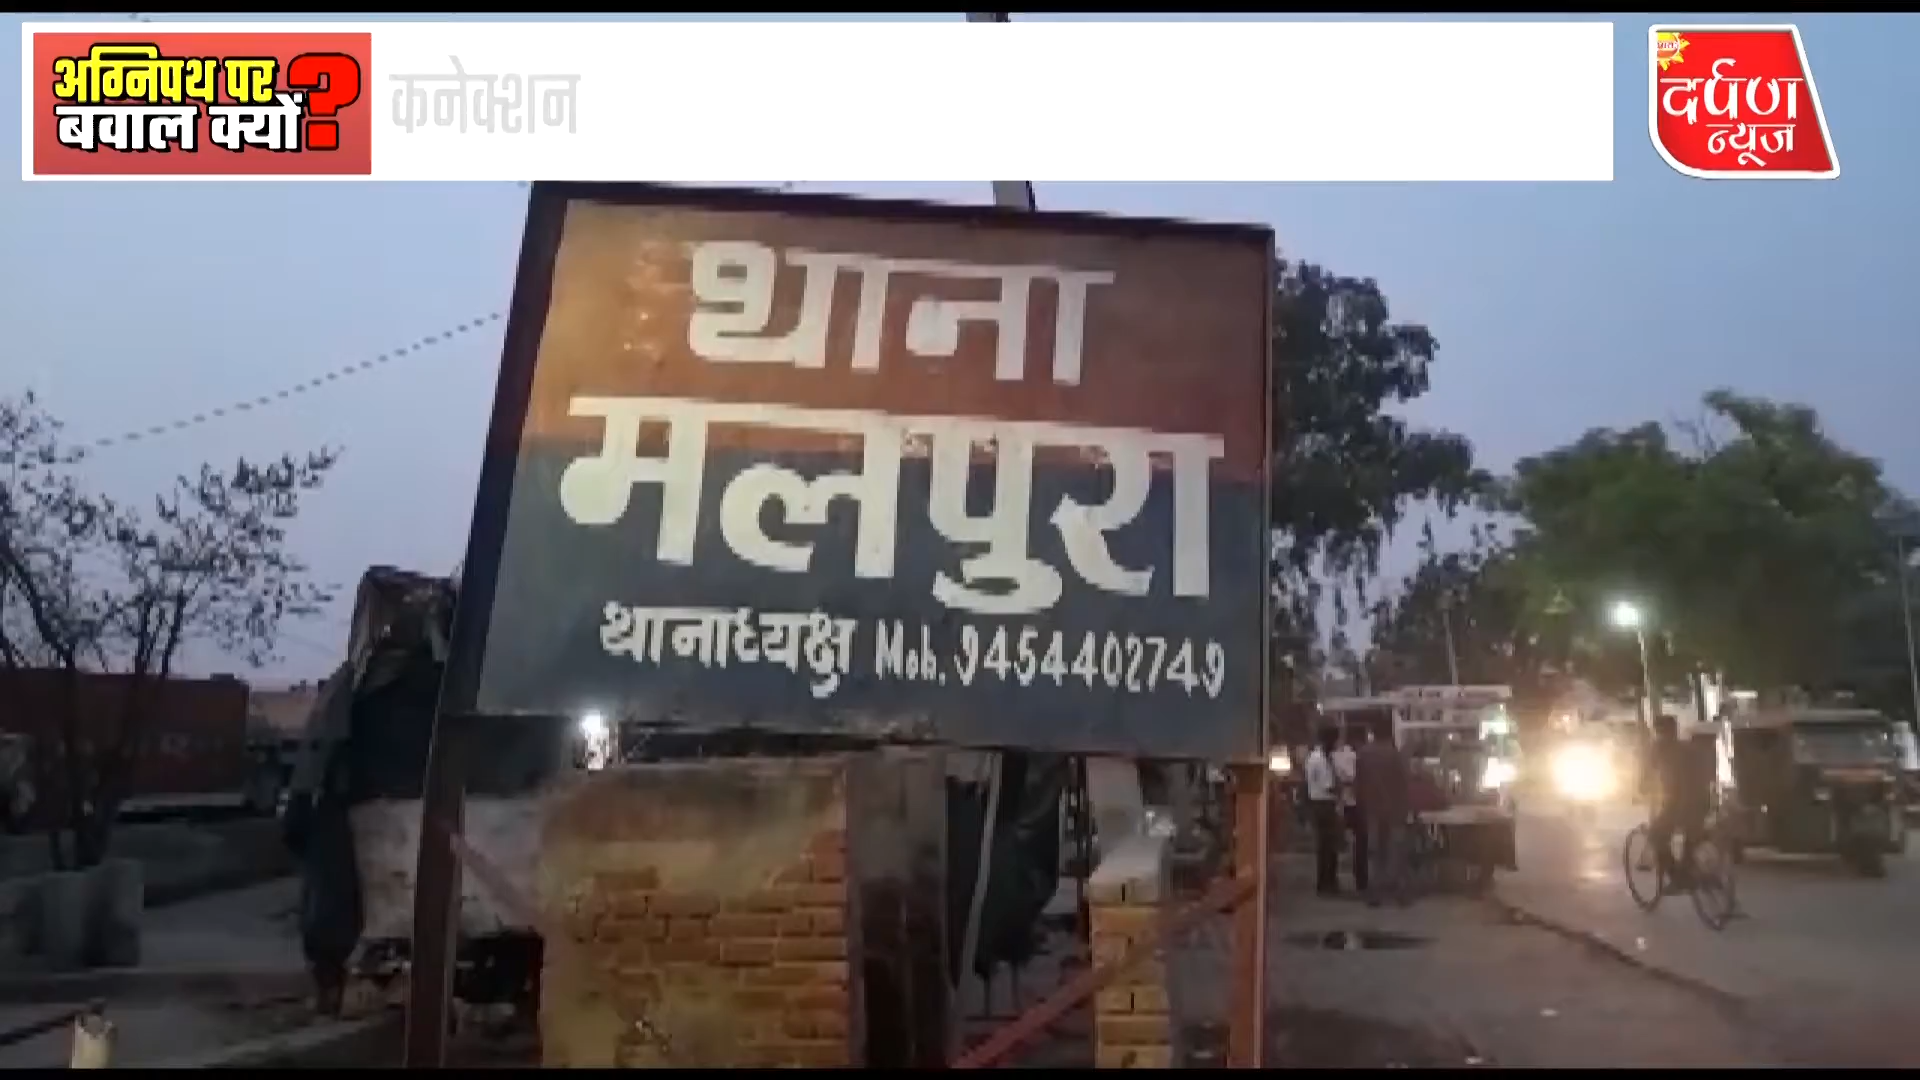 अग्निपथ पर
बवाल क्यों?
कनेक्शन
दर्पण
न्यूज
थाना
मलपुरा
थानाध्यक्ष Mob. 9454402749